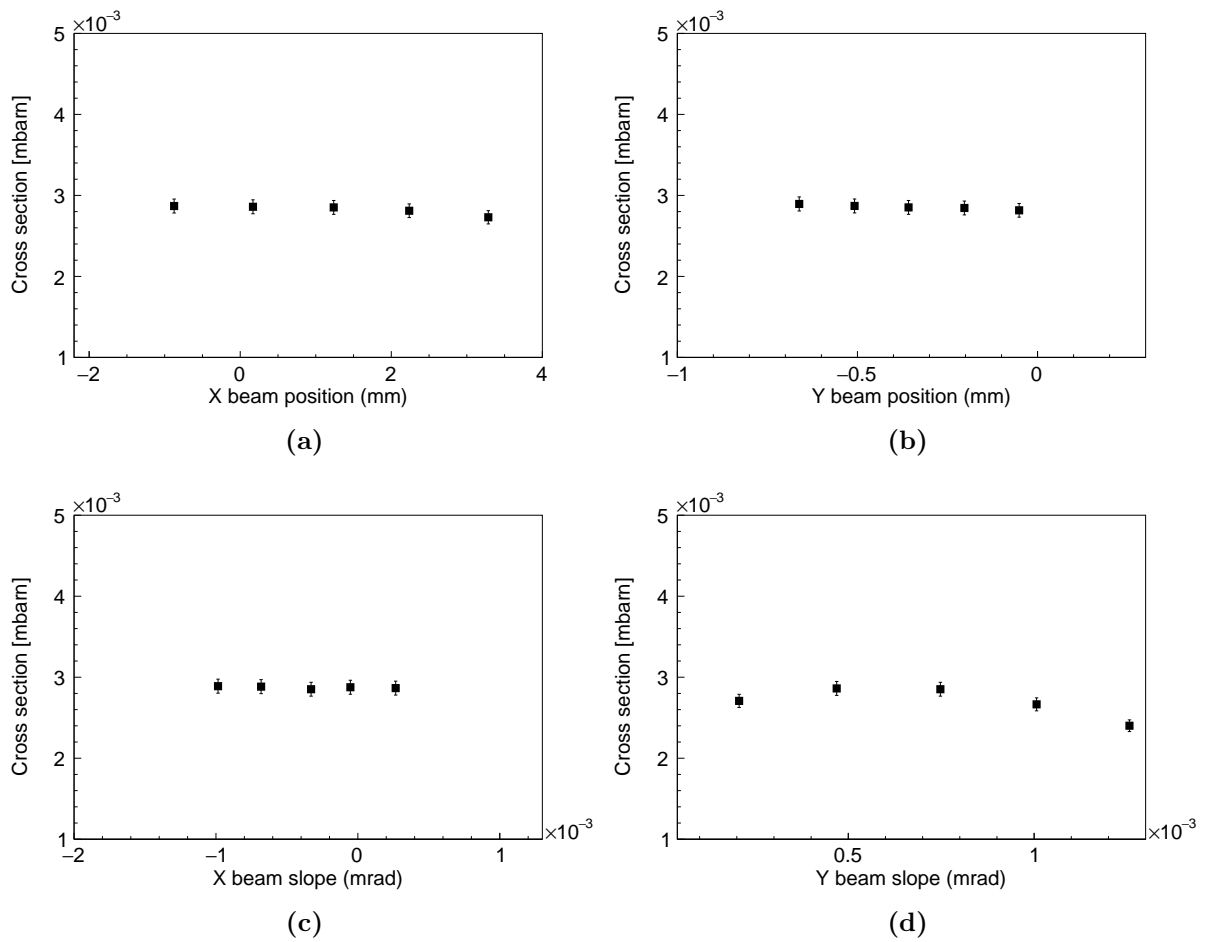 ×10⁻³
5
4
3
2
1
Cross section [mbarn]
−2 0 2 4
X beam position (mm)
(a)
×10⁻³
5
4
3
2
1
Cross section [mbarn]
−1 −0.5 0
Y beam position (mm)
(b)
×10⁻³
5
4
3
2
1
Cross section [mbarn]
×10⁻³
−2 −1 0 1
X beam slope (mrad)
(c)
×10⁻³
5
4
3
2
1
Cross section [mbarn]
×10⁻³
0.5 1
Y beam slope (mrad)
(d)